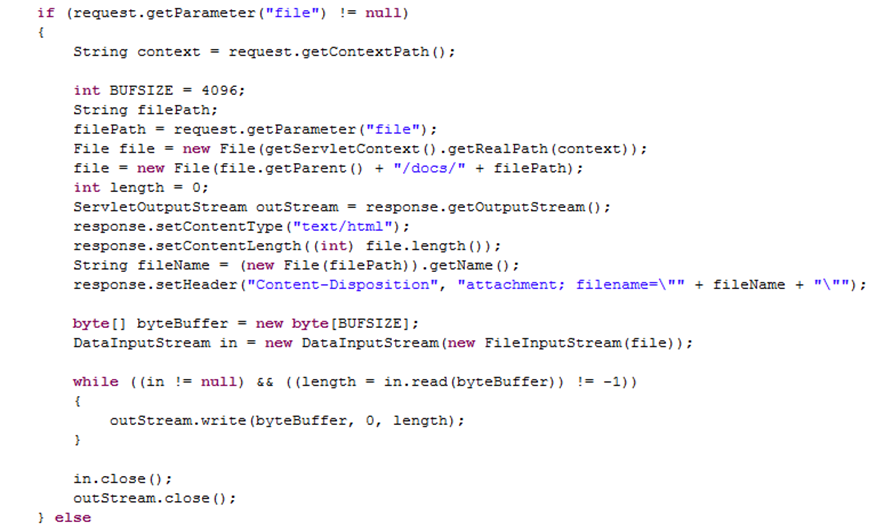 if (request.getParameter("file") != null)
{
String context = request.getContextPath();
int BUFSIZE = 4096;
String filePath;
filePath = request.getParameter("file");
File file = new File(getServletContext().getRealPath(context));
file = new File(file.getParent() + "/docs/" + filePath);
int length = 0;
ServletOutputStream outStream = response.getOutputStream();
response.setContentType("text/html");
response.setContentLength((int) file.length());
String fileName = (new File(filePath)).getName();
response.setHeader("Content-Disposition", "attachment; filename=\"" + fileName + "\"");
byte[] byteBuffer = new byte[BUFSIZE];
DataInputStream in = new DataInputStream(new FileInputStream(file));
while ((in != null) && ((length = in.read(byteBuffer)) != -1))
{
outStream.write(byteBuffer, 0, length);
}
in.close();
outStream.close();
} else